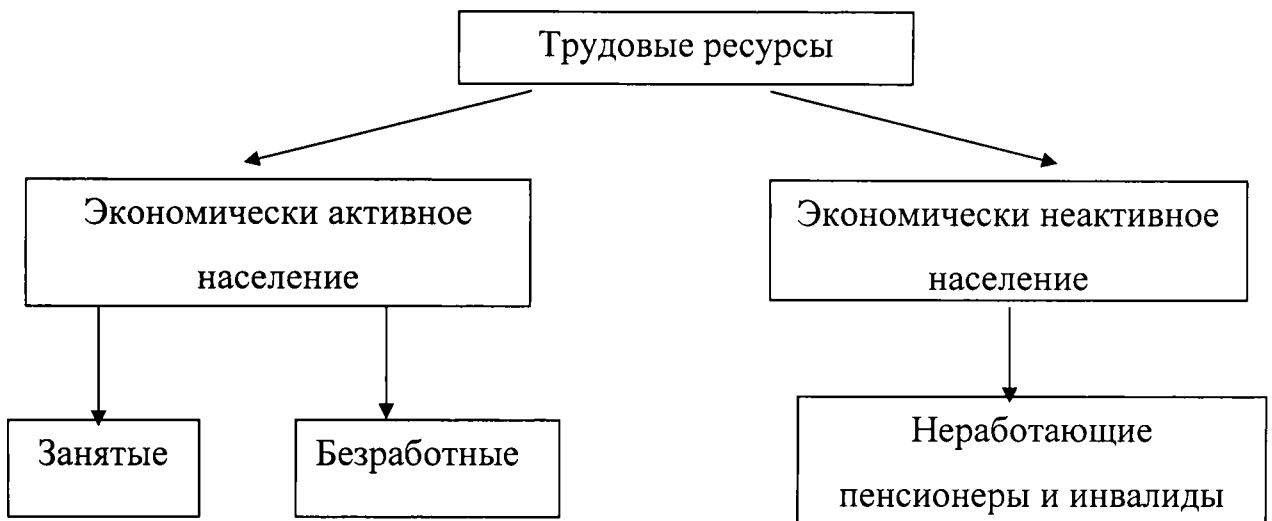 Трудовые ресурсы
Экономически активное
население
Экономически неактивное
население
Занятые
Безработные
Неработающие
пенсионеры и инвалиды